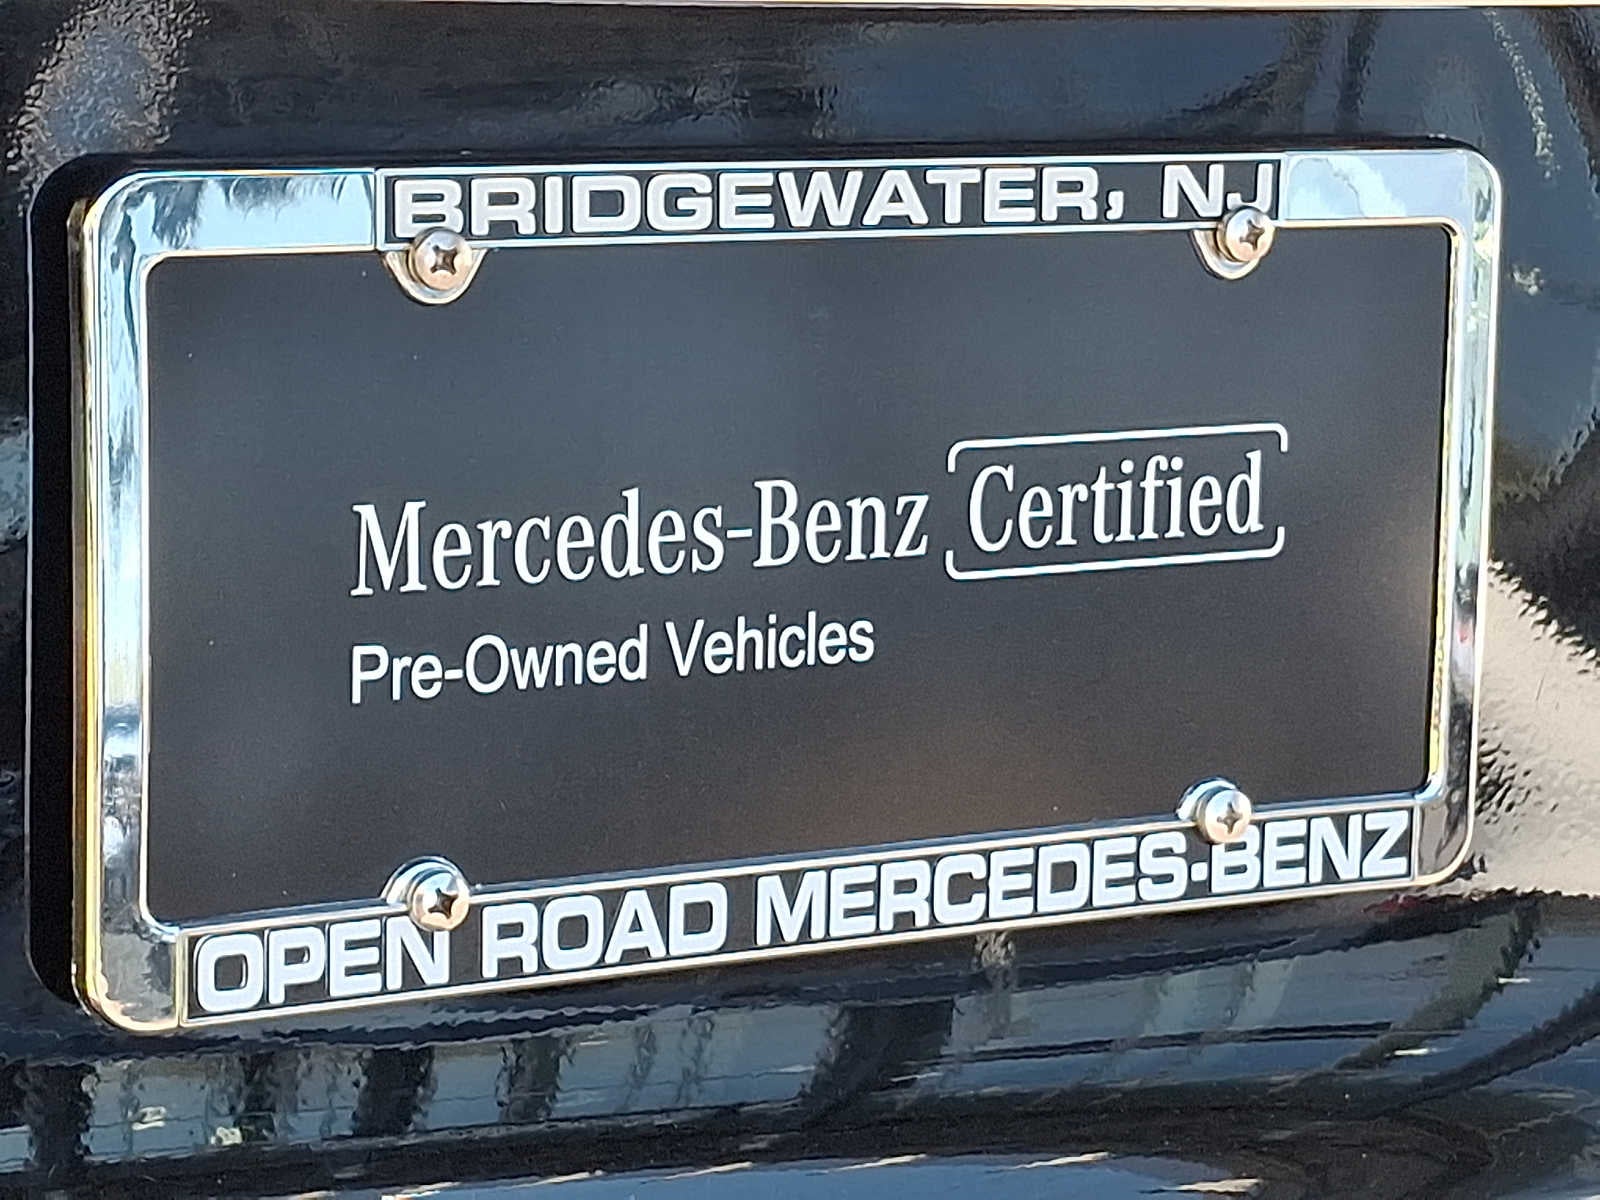 BRIDGEWATER, NJ
Mercedes-Benz Certified
Pre-Owned Vehicles
OPEN ROAD MERCEDES-BENZ